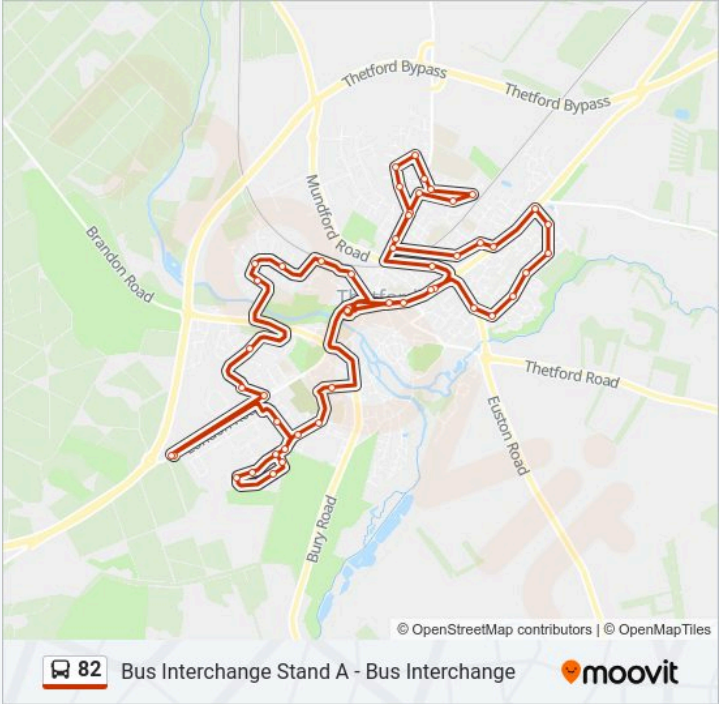 Thetford Bypass
Thetford Bypass
Mundford Road
Brandon Road
Thetford
Thetford Road
Euston Road
Bury Road
© OpenStreetMap contributors | © OpenMapTiles
82 Bus Interchange Stand A - Bus Interchange
moovit